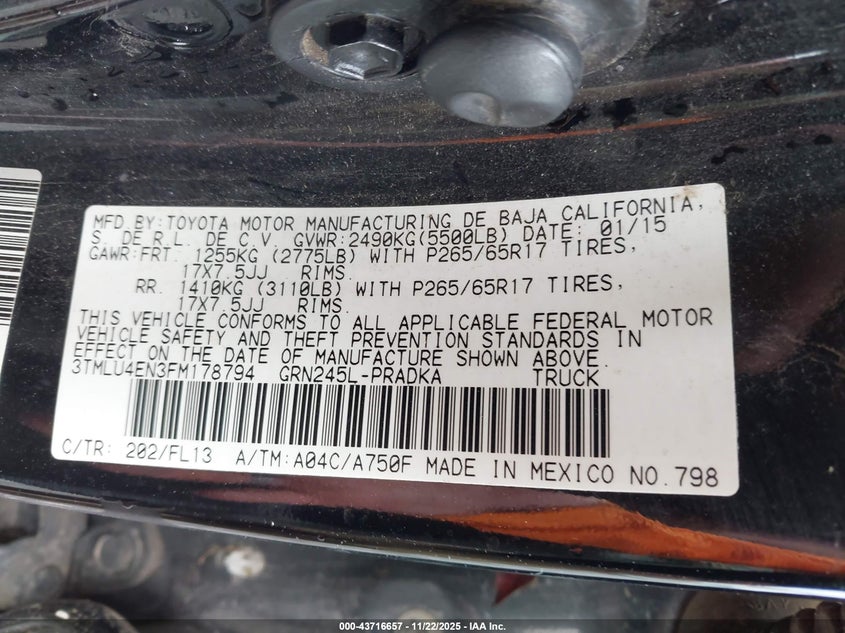 MFD BY:TOYOTA MOTOR MANUFACTURING DE BAJA CALIFORNIA,
S. DE R.L. DE C.V. GVWR:2490KG(5500LB) DATE: 01/15
GAWR:FRT. 1255KG (2775LB) WITH P265/65R17 TIRES,
17X7.5JJ RIMS.
RR. 1410KG (3110LB) WITH P265/65R17 TIRES,
17X7.5JJ RIMS.
THIS VEHICLE CONFORMS TO ALL APPLICABLE FEDERAL MOTOR
VEHICLE SAFETY AND THEFT PREVENTION STANDARDS IN
EFFECT ON THE DATE OF MANUFACTURE SHOWN ABOVE.
3TMLU4EN3FM178794 GRN245L-PRADKA TRUCK
C/TR: 202/FL13 A/TM:A04C/A750F MADE IN MEXICO NO.798
000-43716657 - 11/22/2025 - IAA Inc.